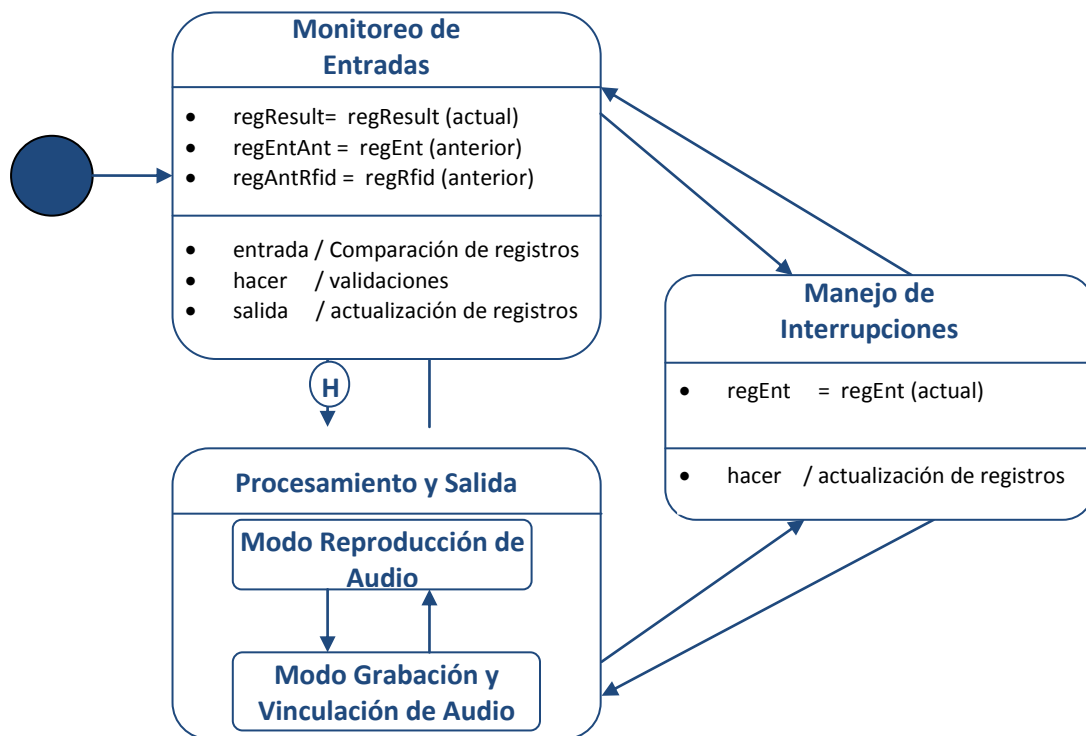 Monitoreo de
Entradas
• regResult= regResult (actual)
• regEntAnt = regEnt (anterior)
• regAntRfid = regRfid (anterior)
• entrada / Comparación de registros
• hacer / validaciones
• salida / actualización de registros
H
Manejo de
Interrupciones
• regEnt = regEnt (actual)
• hacer / actualización de registros
Procesamiento y Salida
Modo Reproducción de
Audio
Modo Grabación y
Vinculación de Audio